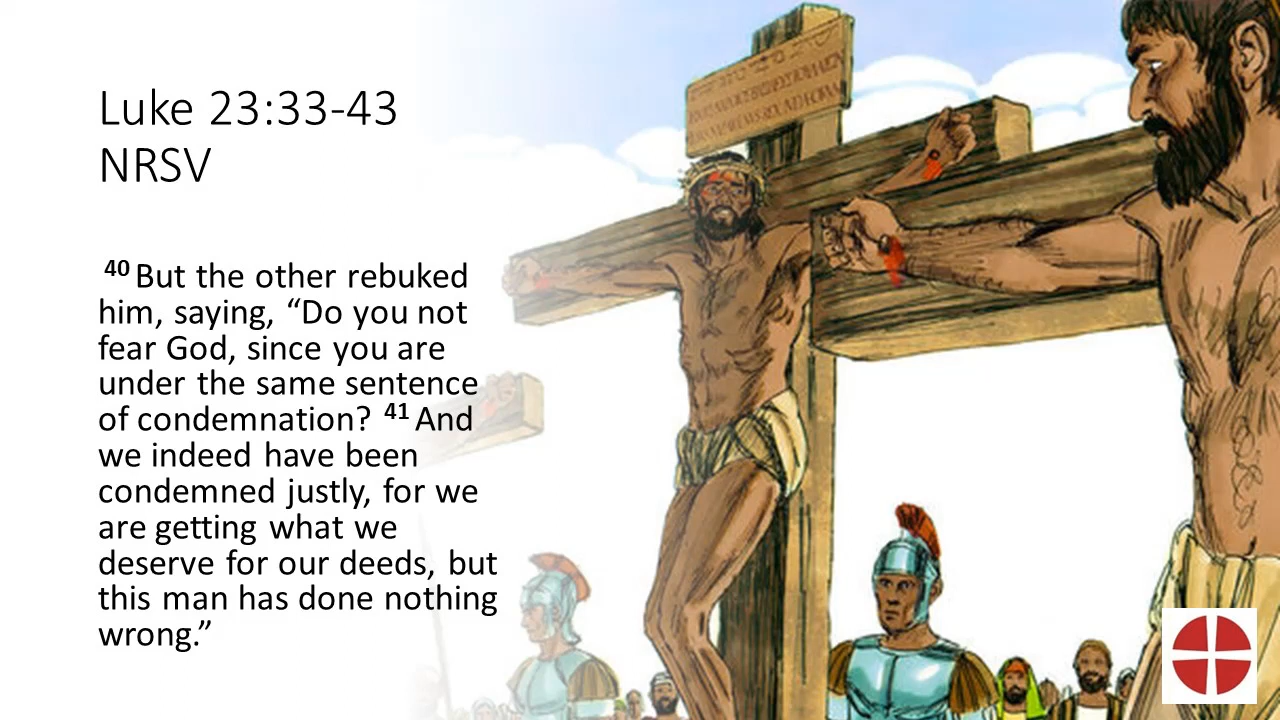 Luke 23:33-43
NRSV
40 But the other rebuked
him, saying, “Do you not
fear God, since you are
under the same sentence
of condemnation? 41 And
we indeed have been
condemned justly, for we
are getting what we
deserve for our deeds, but
this man has done nothing
wrong.”